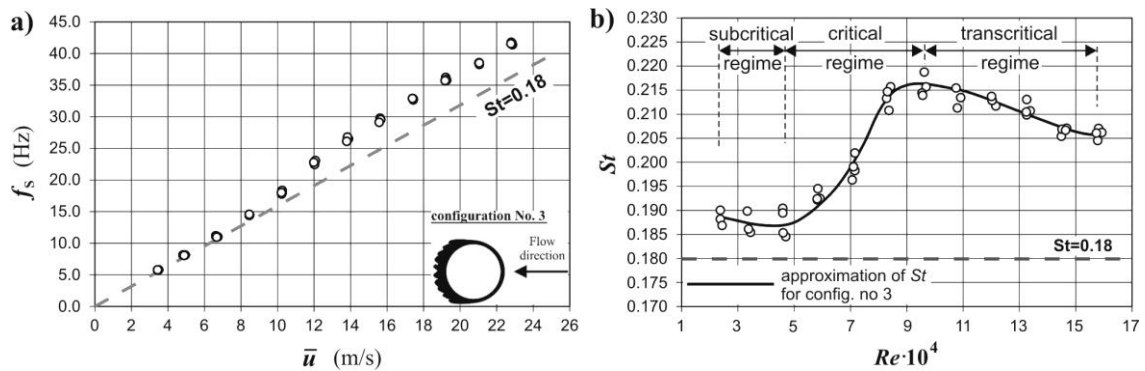 a)
45.0
40.0
35.0
30.0
25.0
20.0
15.0
10.0
5.0
0.0
fs (Hz)
St=0.18
configuration No. 3
Flow
direction
0 2 4 6 8 10 12 14 16 18 20 22 24 26
u̅ (m/s)
b)
0.230
0.225
0.220
0.215
0.210
0.205
0.200
0.195
0.190
0.185
0.180
0.175
0.170
St
subcritical critical transcritical
regime regime regime
St=0.18
approximation of St
for config. no 3
1 3 5 7 9 11 13 15 17
Re·10⁴